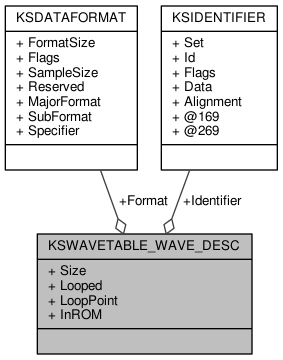 KSDATAFORMAT
+ FormatSize
+ Flags
+ SampleSize
+ Reserved
+ MajorFormat
+ SubFormat
+ Specifier
KSIDENTIFIER
+ Set
+ Id
+ Flags
+ Data
+ Alignment
+ @169
+ @269
+Format
+Identifier
KSWAVETABLE_WAVE_DESC
+ Size
+ Looped
+ LoopPoint
+ InROM